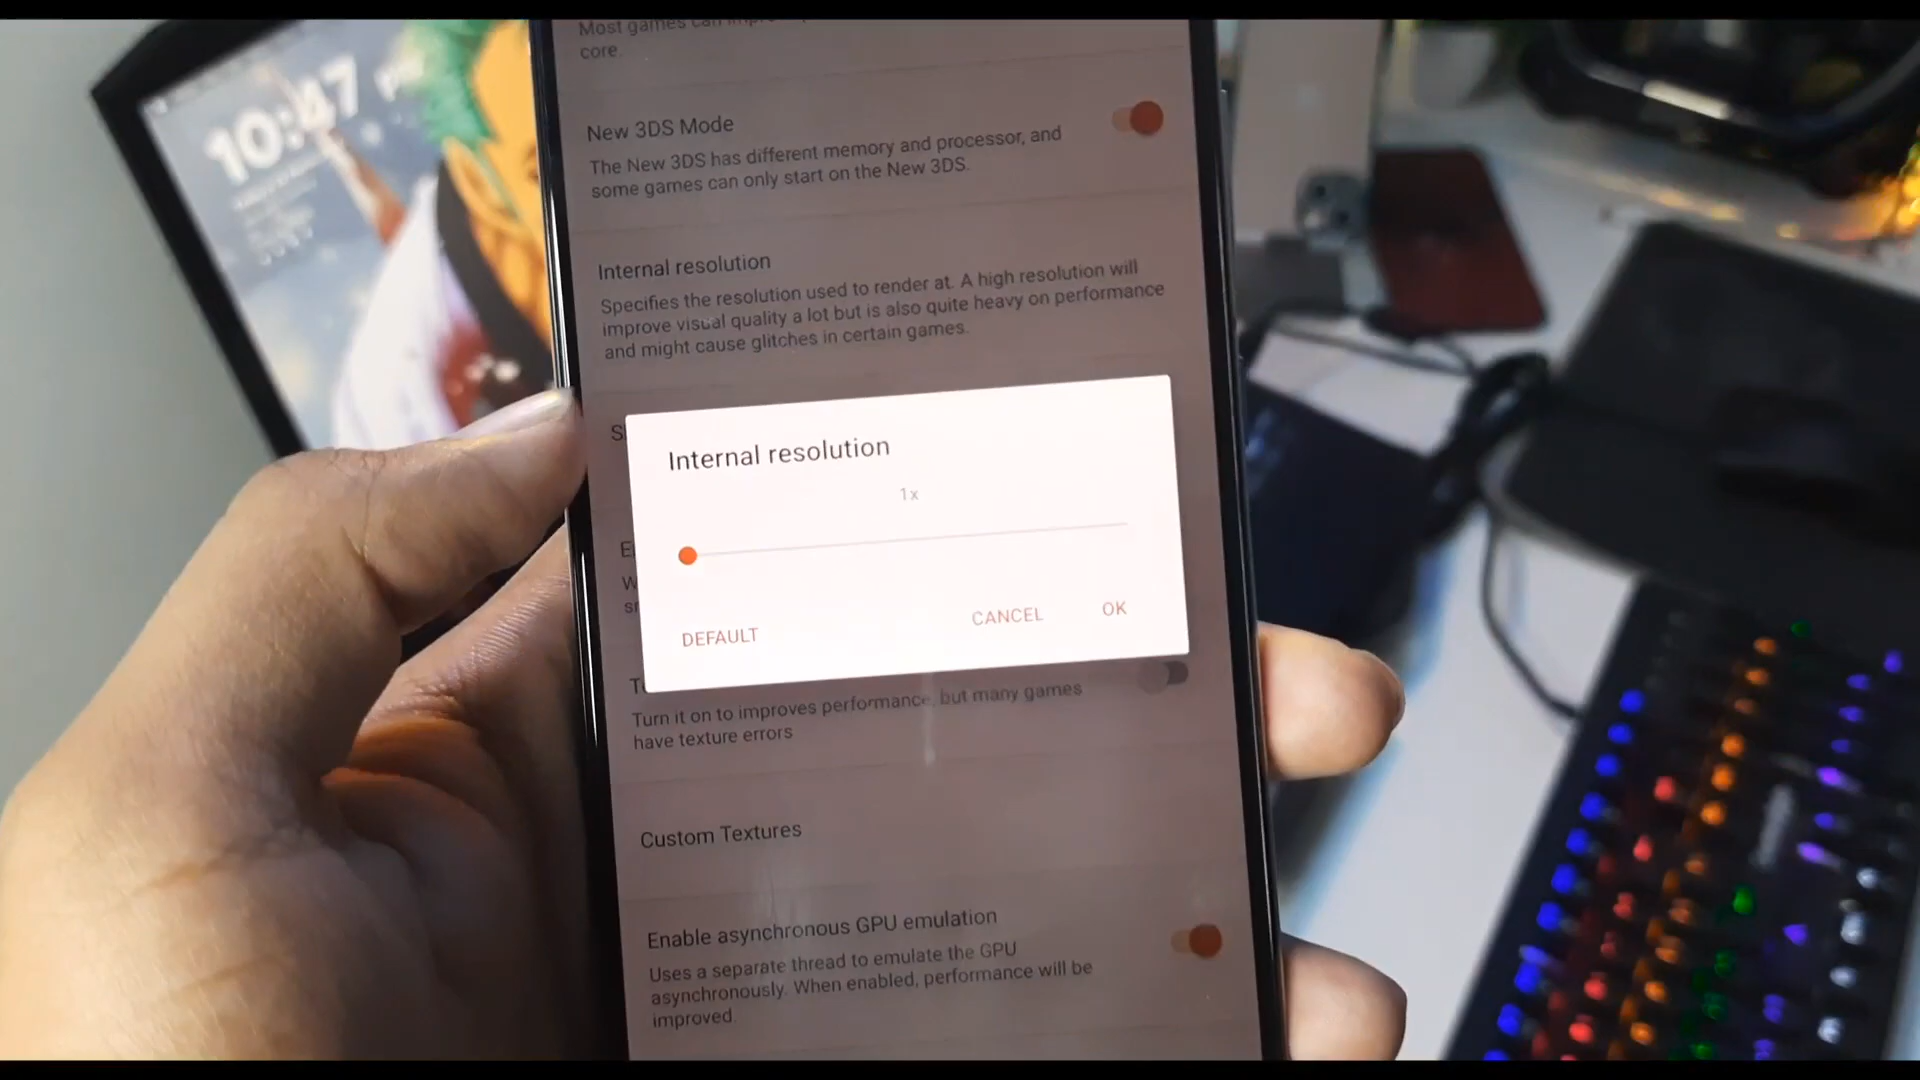 10:47 PM
Most games can
core.
New 3DS Mode
The New 3DS has different memory and processor, and
some games can only start on the New 3DS.
Internal resolution
Specifies the resolution used to render at. A high resolution will
improve visual quality a lot but is also quite heavy on performance
and might cause glitches in certain games.
Internal resolution
1x
DEFAULT
CANCEL
OK
Turn it on to improves performance, but many games
have texture errors
Custom Textures
Enable asynchronous GPU emulation
Uses a separate thread to emulate the GPU
asynchronously. When enabled, performance will be
improved.